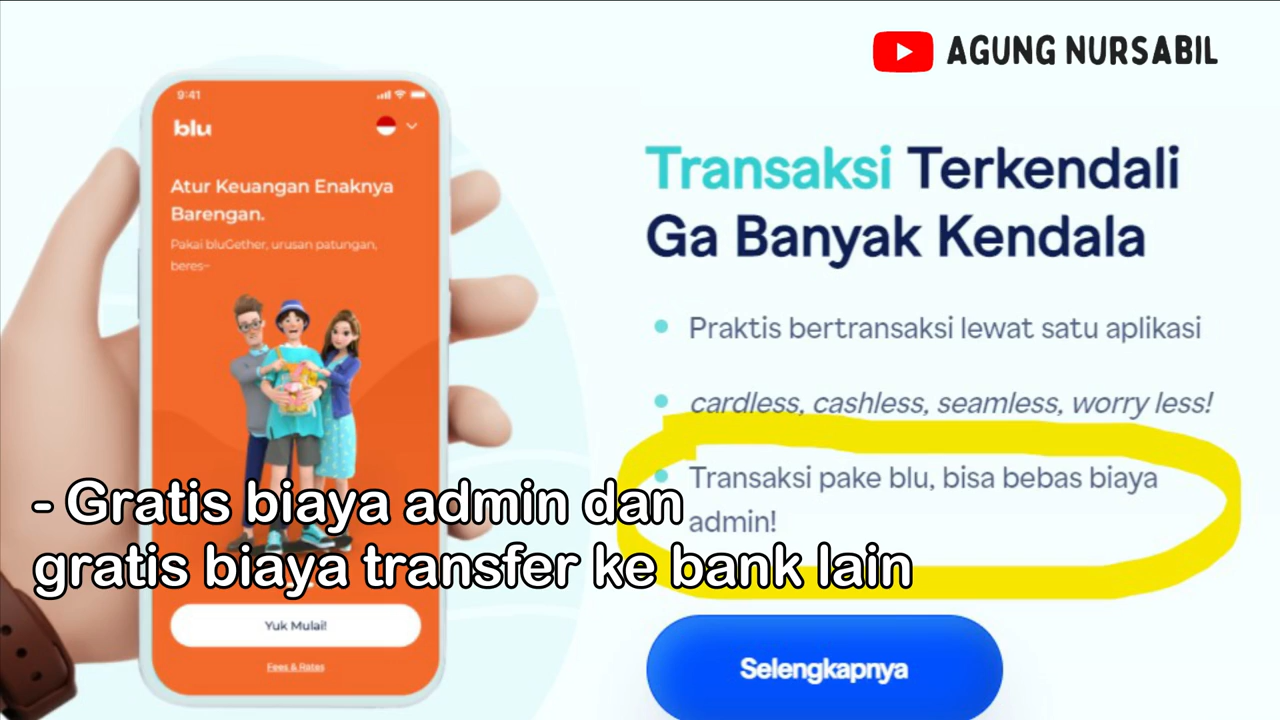 AGUNG NURSABIL
9:41
blu
Atur Keuangan Enaknya
Barengan.
Pakai bluGether, urusan patungan,
beres~
Yuk Mulai!
Fees & Rates
Transaksi Terkendali
Ga Banyak Kendala
Praktis bertransaksi lewat satu aplikasi
cardless, cashless, seamless, worry less!
Transaksi pake blu, bisa bebas biaya
admin!
- Gratis biaya admin dan
gratis biaya transfer ke bank lain
Selengkapnya